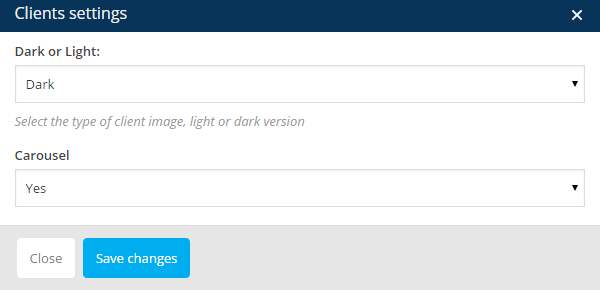 Clients settings
Dark or Light:
Dark
Select the type of client image, light or dark version
Carousel
Yes
Close Save changes